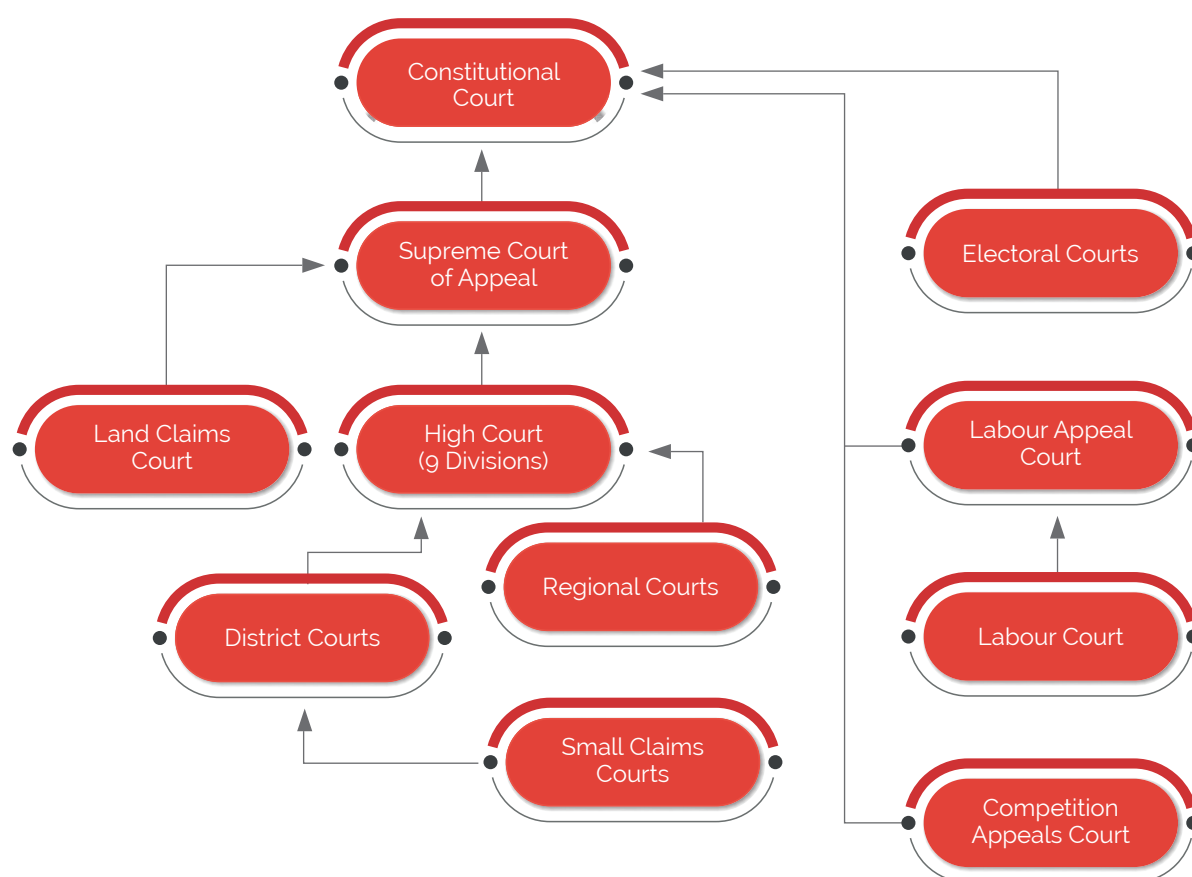 Constitutional
Court
Supreme Court
of Appeal
Electoral Courts
Land Claims
Court
High Court
(9 Divisions)
Labour Appeal
Court
Regional Courts
District Courts
Labour Court
Small Claims
Courts
Competition
Appeals Court